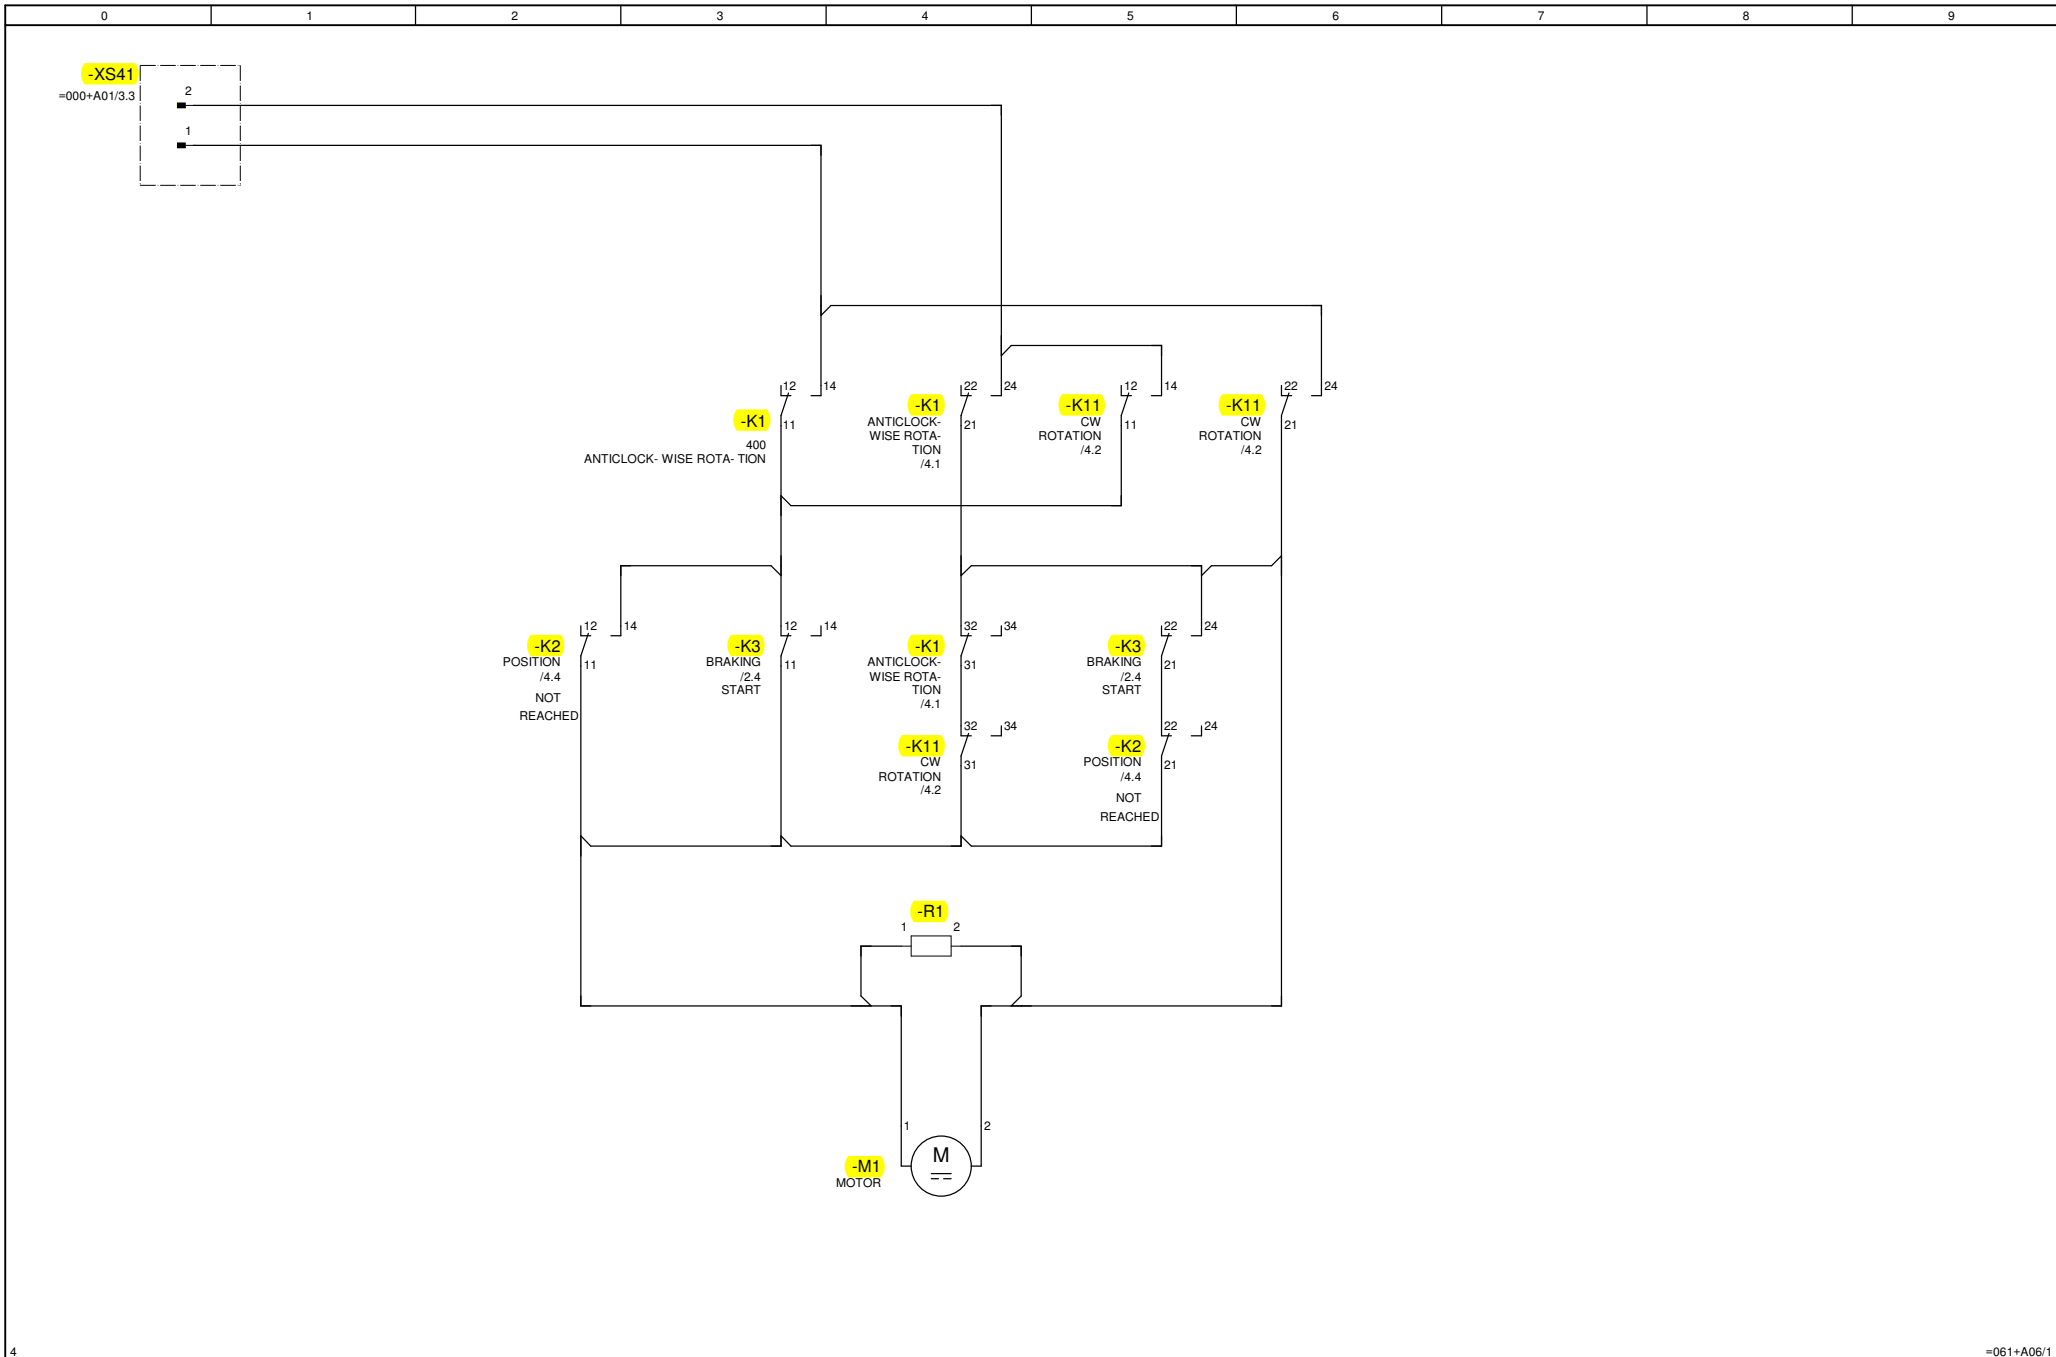 0 1 2 3 4 5 6 7 8 9
-XS41
=000+A01/3.3
2
1
12 14
-K1
11
400
ANTICLOCK- WISE ROTA- TION
22 24
-K1
21
ANTICLOCK-
WISE ROTA-
TION
/4.1
12 14
-K11
11
CW
ROTATION
/4.2
22 24
-K11
21
CW
ROTATION
/4.2
12 14
-K2
11
POSITION
/4.4
NOT
REACHED
12 14
-K3
11
BRAKING
/2.4
START
32 34
-K1
31
ANTICLOCK-
WISE ROTA-
TION
/4.1
22 24
-K3
21
BRAKING
/2.4
START
32 34
-K11
31
CW
ROTATION
/4.2
22 24
-K2
21
POSITION
/4.4
NOT
REACHED
-R1
1 2
1 2
-M1
M
MOTOR
4 =061+A06/1